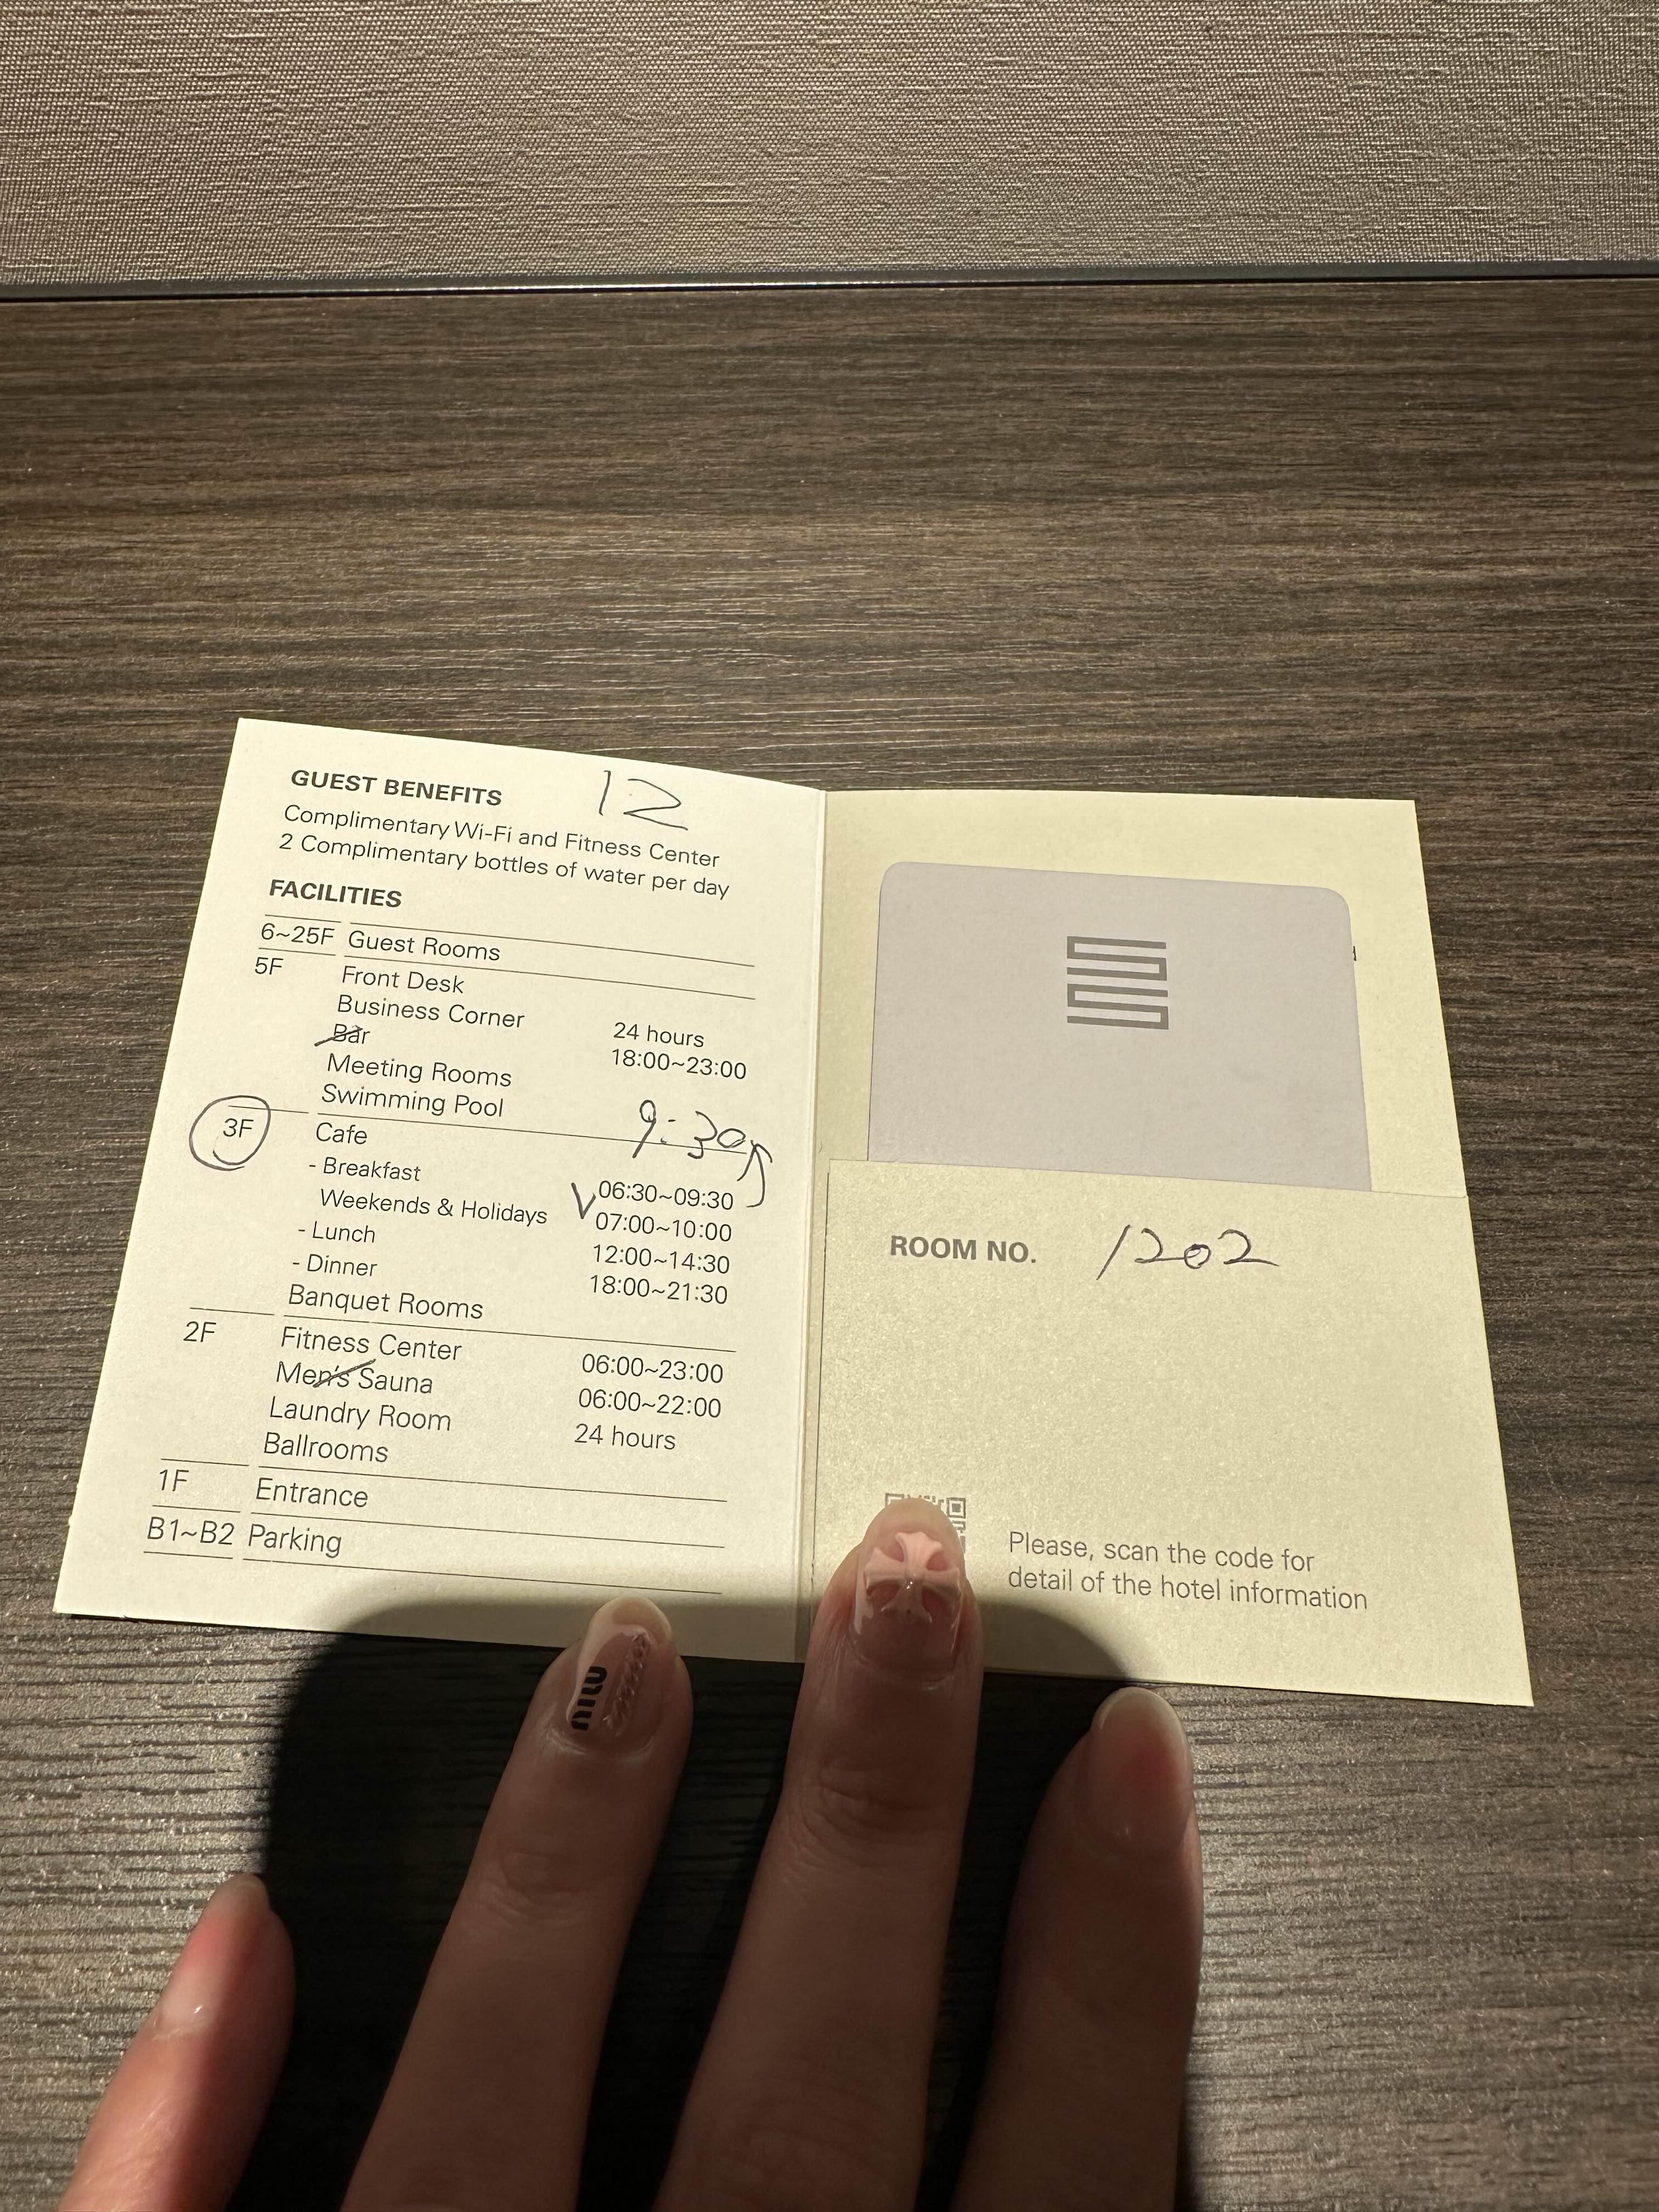 GUEST BENEFITS 12
Complimentary Wi-Fi and Fitness Center
2 Complimentary bottles of water per day
FACILITIES
6~25F Guest Rooms
5F Front Desk
Business Corner 24 hours
Bar 18:00~23:00
Meeting Rooms
Swimming Pool
9:30
3F Cafe
- Breakfast 06:30~09:30
Weekends & Holidays 07:00~10:00
- Lunch 12:00~14:30
- Dinner 18:00~21:30
Banquet Rooms
2F Fitness Center 06:00~23:00
Men's Sauna 06:00~22:00
Laundry Room 24 hours
Ballrooms
1F Entrance
B1~B2 Parking
ROOM NO. 1202
Please, scan the code for
detail of the hotel information
MIU